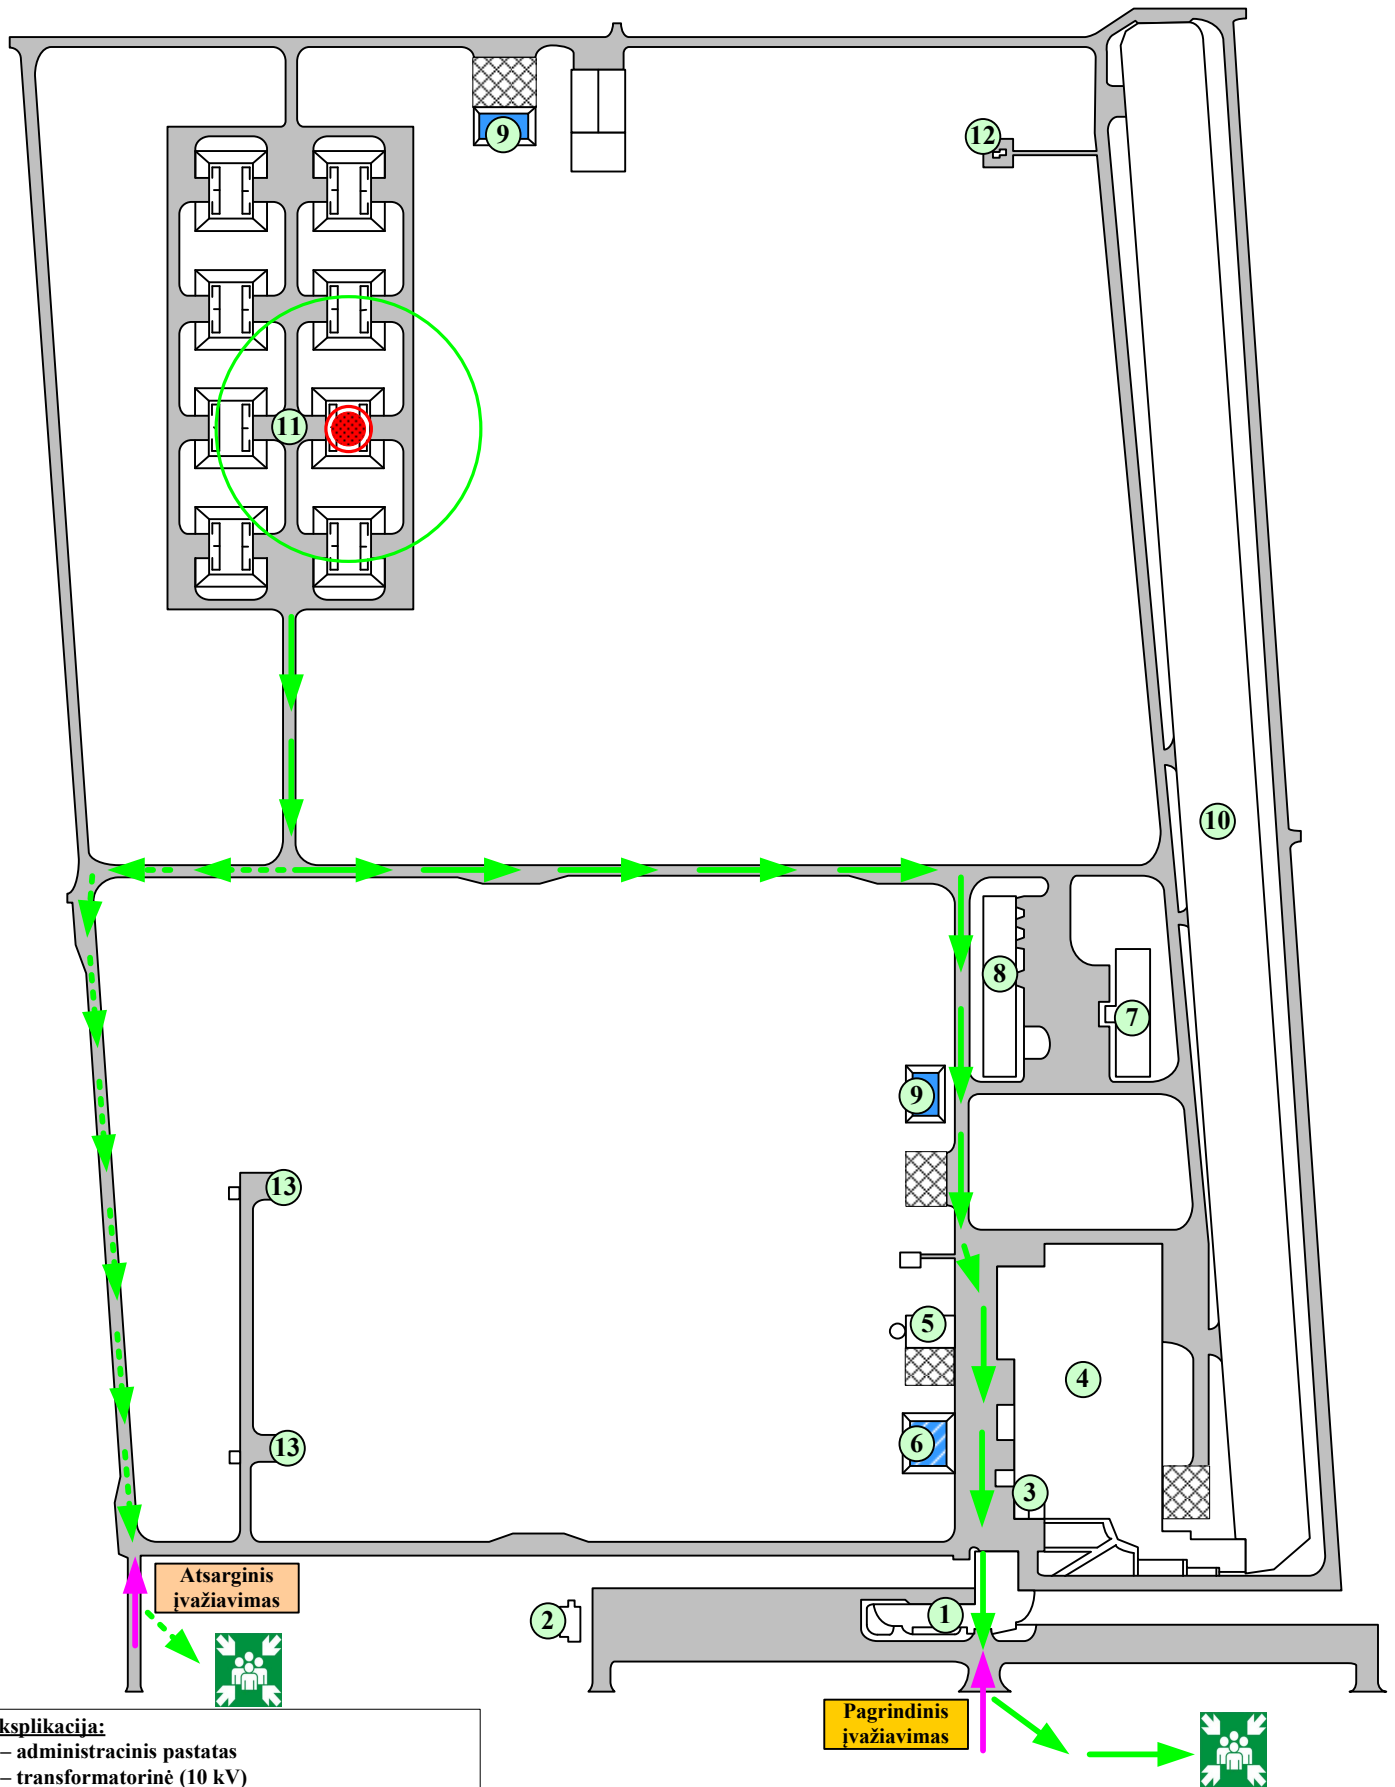 9
12
11
10
8
7
9
13
5
4
6
13
3
Atsarginis
įvažiavimas
2
1
Pagrindinis
įvažiavimas
ksplikacija:
– administracinis pastatas
– transformatorinė (10 kV)